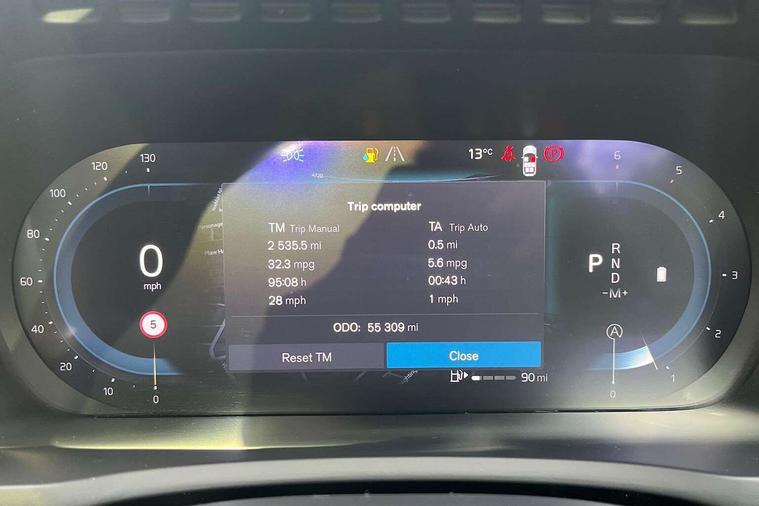 130
120
100
80
60
40
20
10
0
13°C
6
5
4
3
2
1
0
Trip computer
TM Trip Manual
TA Trip Auto
2 535.5 mi
0.5 mi
32.3 mpg
5.6 mpg
95:08 h
00:43 h
28 mph
1 mph
ODO: 55 309 mi
Reset TM
Close
0
mph
5
P
R
N
D
-M+
A
90 mi